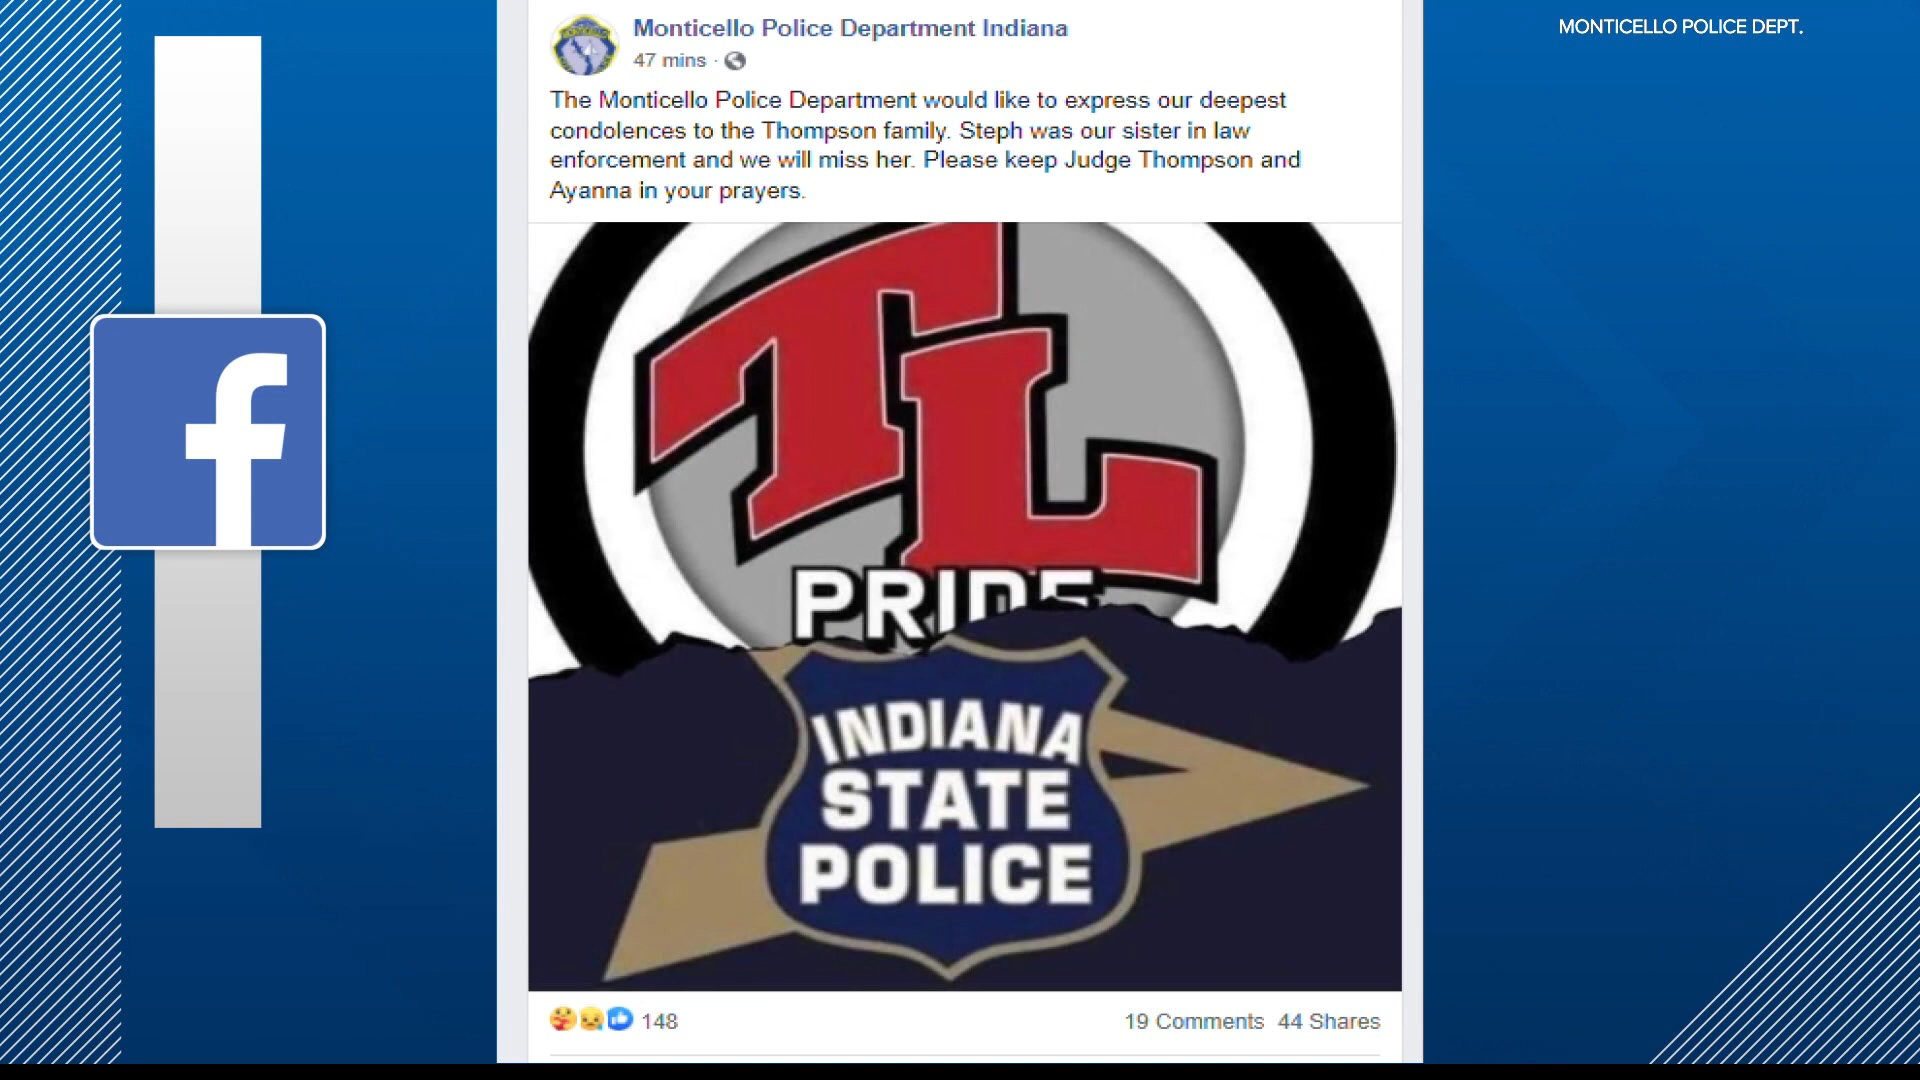 Monticello Police Department Indiana
47 mins ·
MONTICELLO POLICE DEPT.
The Monticello Police Department would like to express our deepest
condolences to the Thompson family. Steph was our sister in law
enforcement and we will miss her. Please keep Judge Thompson and
Ayanna in your prayers.
TL
PRIDE
INDIANA
STATE
POLICE
148
19 Comments 44 Shares